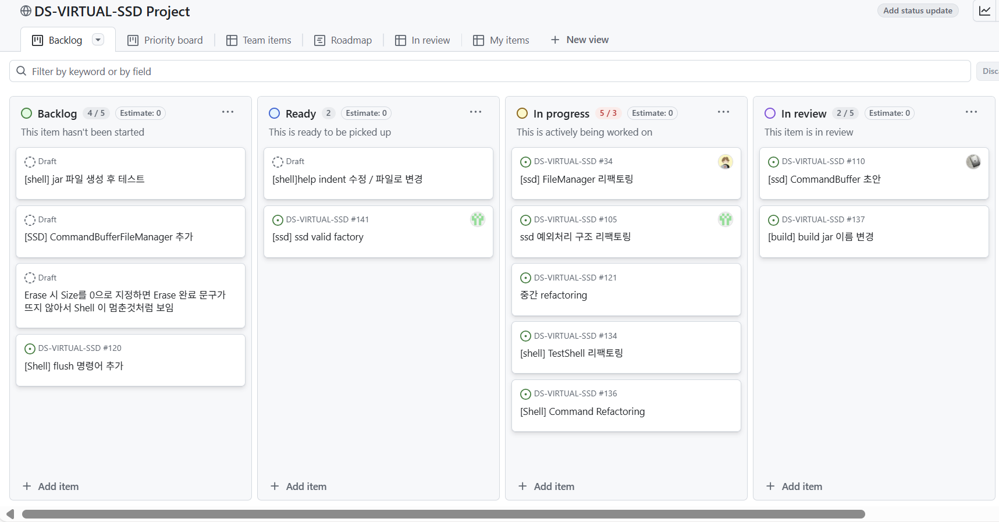 DS-VIRTUAL-SSD Project
Add status update
Backlog
Priority board
Team items
Roadmap
In review
My items
New view
Filter by keyword or by field
Backlog 4 / 5 Estimate: 0
This item hasn't been started
Draft
[shell] jar 파일 생성 후 테스트
Draft
[SSD] CommandBufferFileManager 추가
Draft
Erase 시 Size를 0으로 지정하면 Erase 완료 문구가
뜨지 않아서 Shell 이 멈춘것처럼 보임
DS-VIRTUAL-SSD #120
[Shell] flush 명령어 추가
Add item
Ready 2 Estimate: 0
This is ready to be picked up
Draft
[shell]help indent 수정 / 파일로 변경
DS-VIRTUAL-SSD #141
[ssd] ssd valid factory
Add item
In progress 5 / 3 Estimate: 0
This is actively being worked on
DS-VIRTUAL-SSD #34
[ssd] FileManager 리팩토링
DS-VIRTUAL-SSD #105
ssd 예외처리 구조 리팩토링
DS-VIRTUAL-SSD #121
중간 refactoring
DS-VIRTUAL-SSD #134
[shell] TestShell 리팩토링
DS-VIRTUAL-SSD #136
[Shell] Command Refactoring
Add item
In review 2 / 5 Estimate: 0
This item is in review
DS-VIRTUAL-SSD #110
[ssd] CommandBuffer 초안
DS-VIRTUAL-SSD #137
[build] build jar 이름 변경
Add item